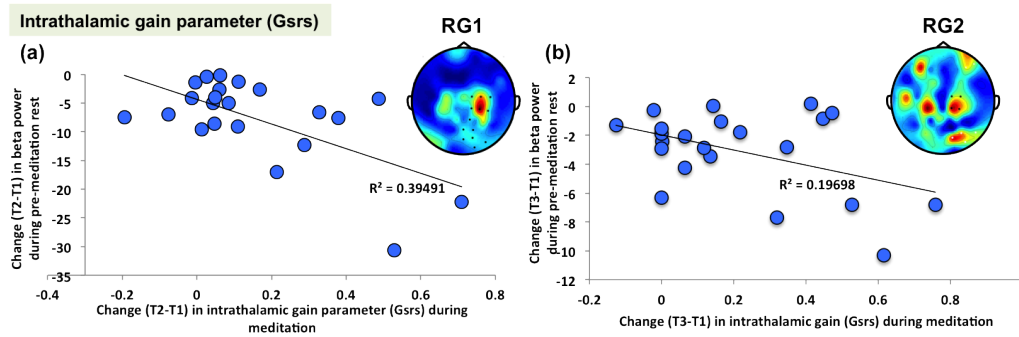 Intrathalamic gain parameter (Gsrs)
(a)
RG1
0
-5
-10
-15
-20
-25
-30
-35
-0.4
-0.2
0
0.2
0.4
0.6
0.8
R² = 0.39491
Change (T2-T1) in beta power
during pre-meditation rest
Change (T2-T1) in intrathalamic gain parameter (Gsrs) during
meditation
(b)
RG2
2
0
-2
-4
-6
-8
-10
-12
-0.2
0
0.2
0.4
0.6
0.8
R² = 0.19698
Change (T3-T1) in beta power
during pre-meditation rest
Change (T3-T1) in intrathalamic gain (Gsrs) during meditation